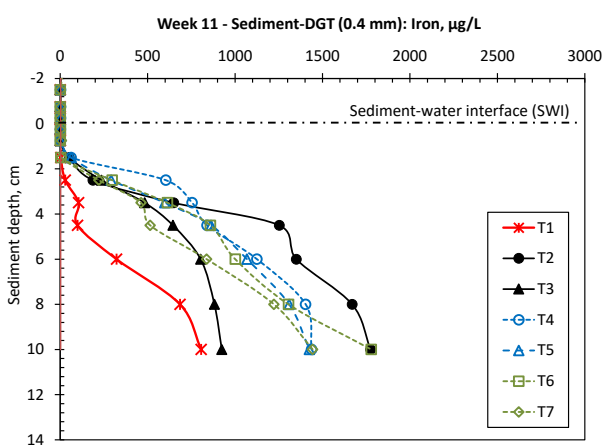 Week 11 - Sediment-DGT (0.4 mm): Iron, µg/L
0 500 1000 1500 2000 2500 3000
-2
0
2
4
6
8
10
12
14
Sediment depth, cm
Sediment-water interface (SWI)
T1
T2
T3
T4
T5
T6
T7